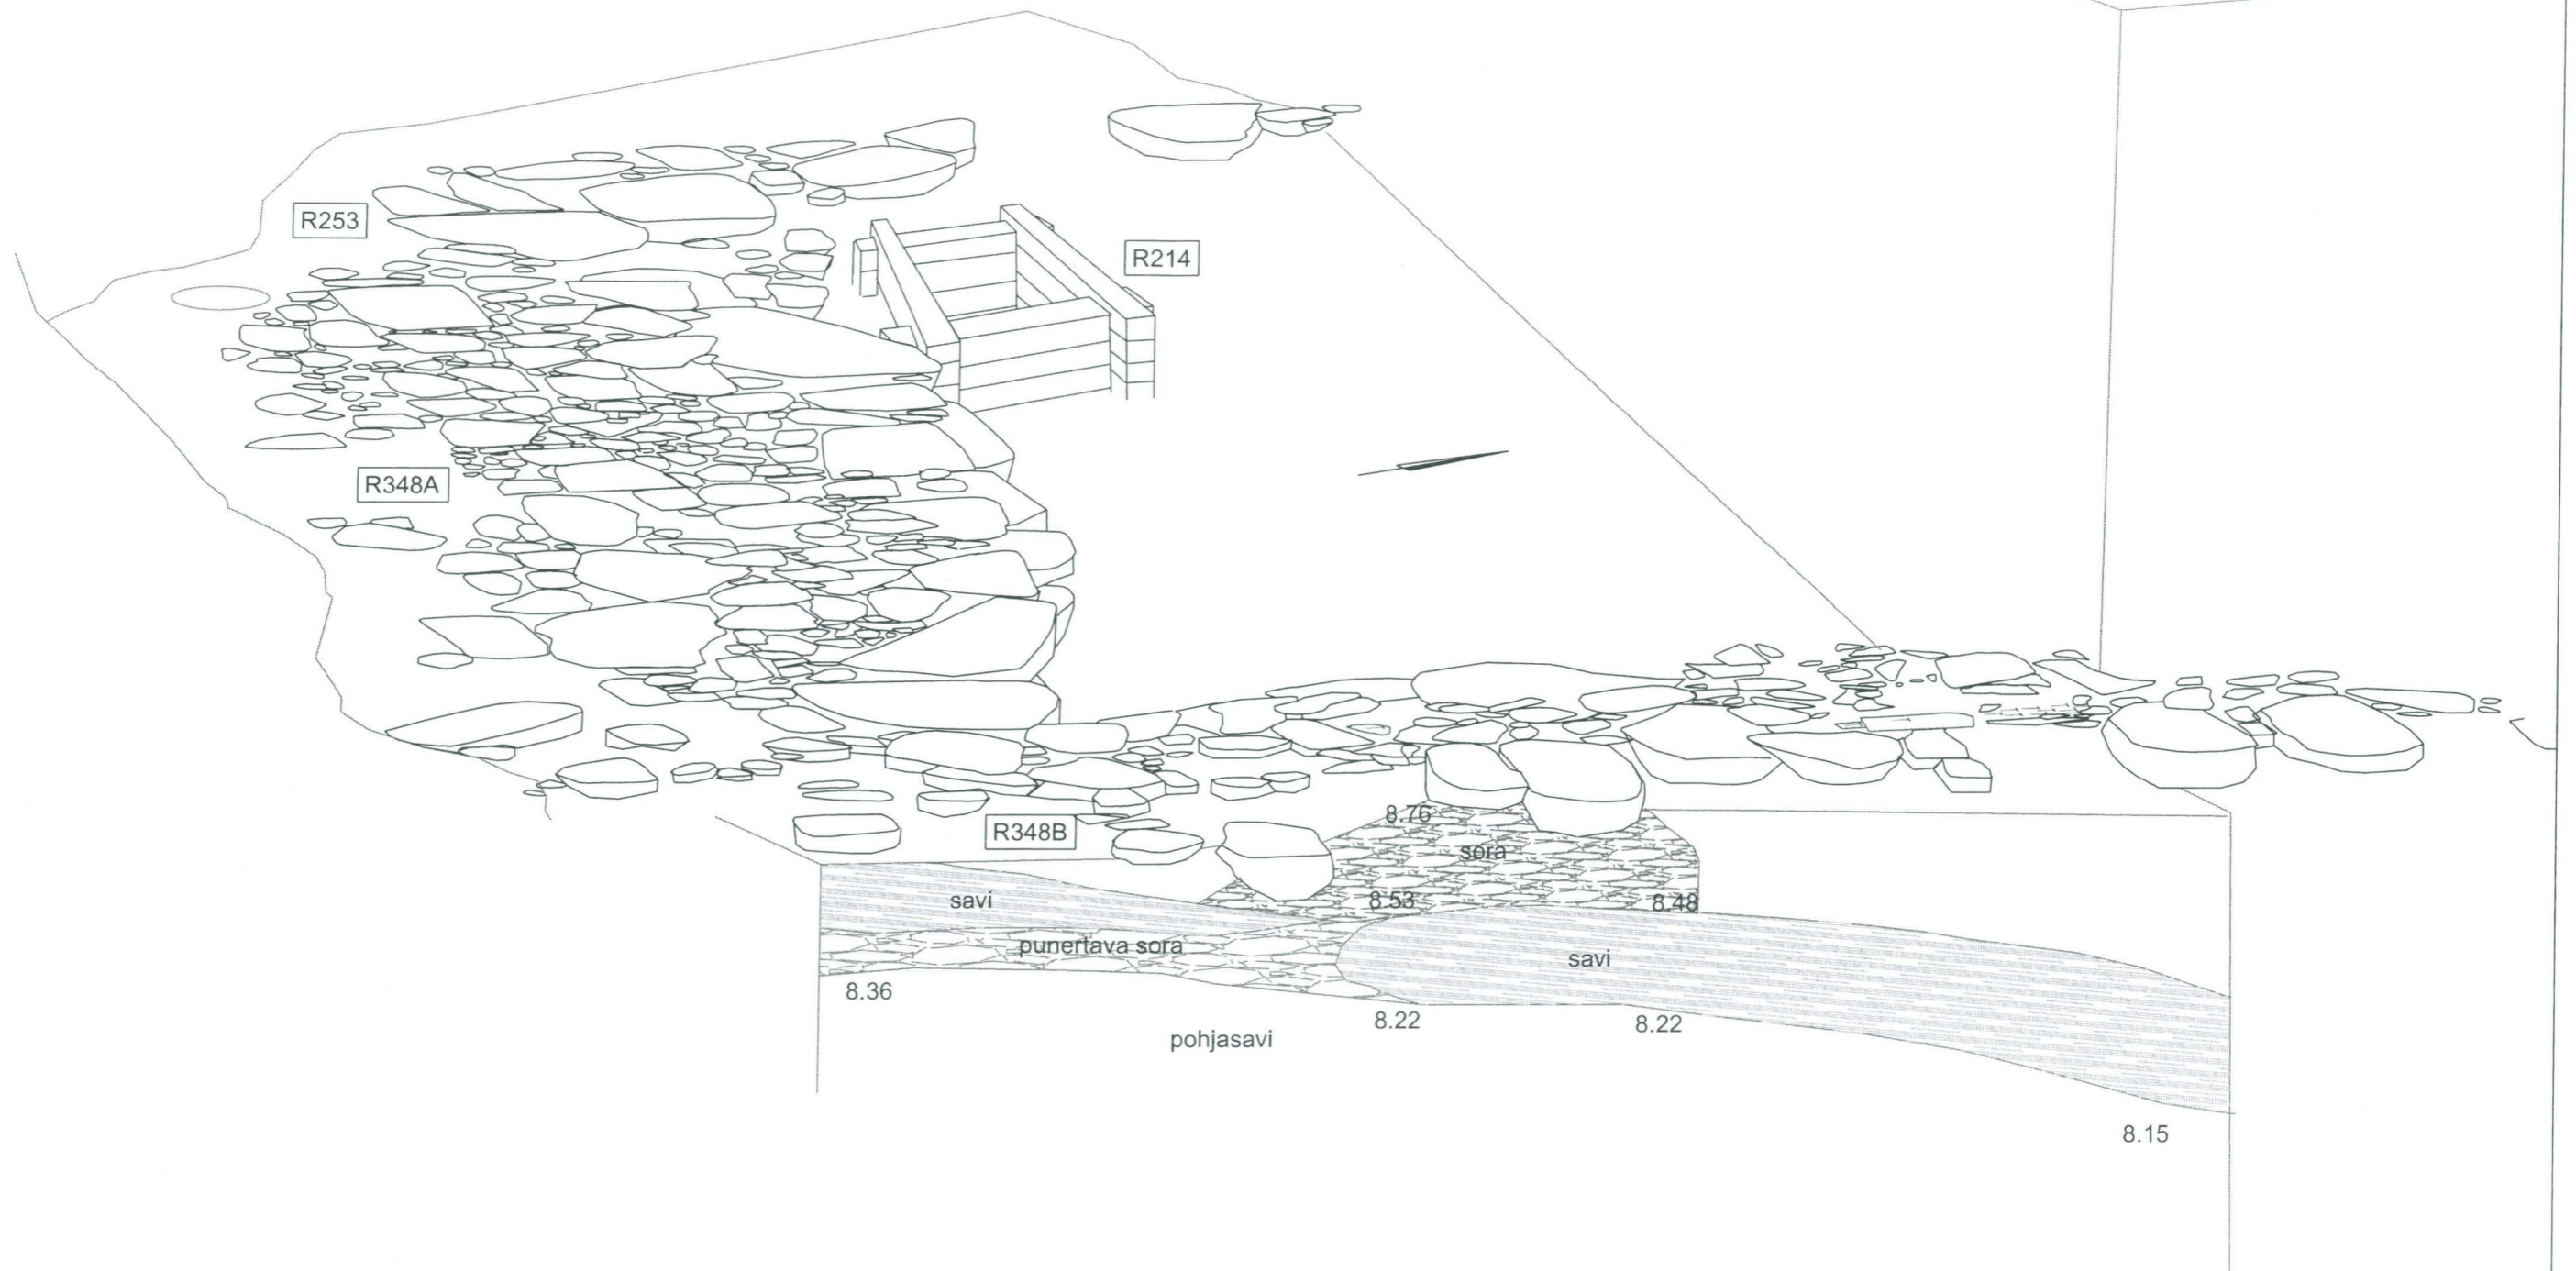 R253
R214
R348A
8.76
R348B
sora
savi
8.53
8.48
punertava sora
savi
8.36
8.22
8.22
pohjasavi
8.15